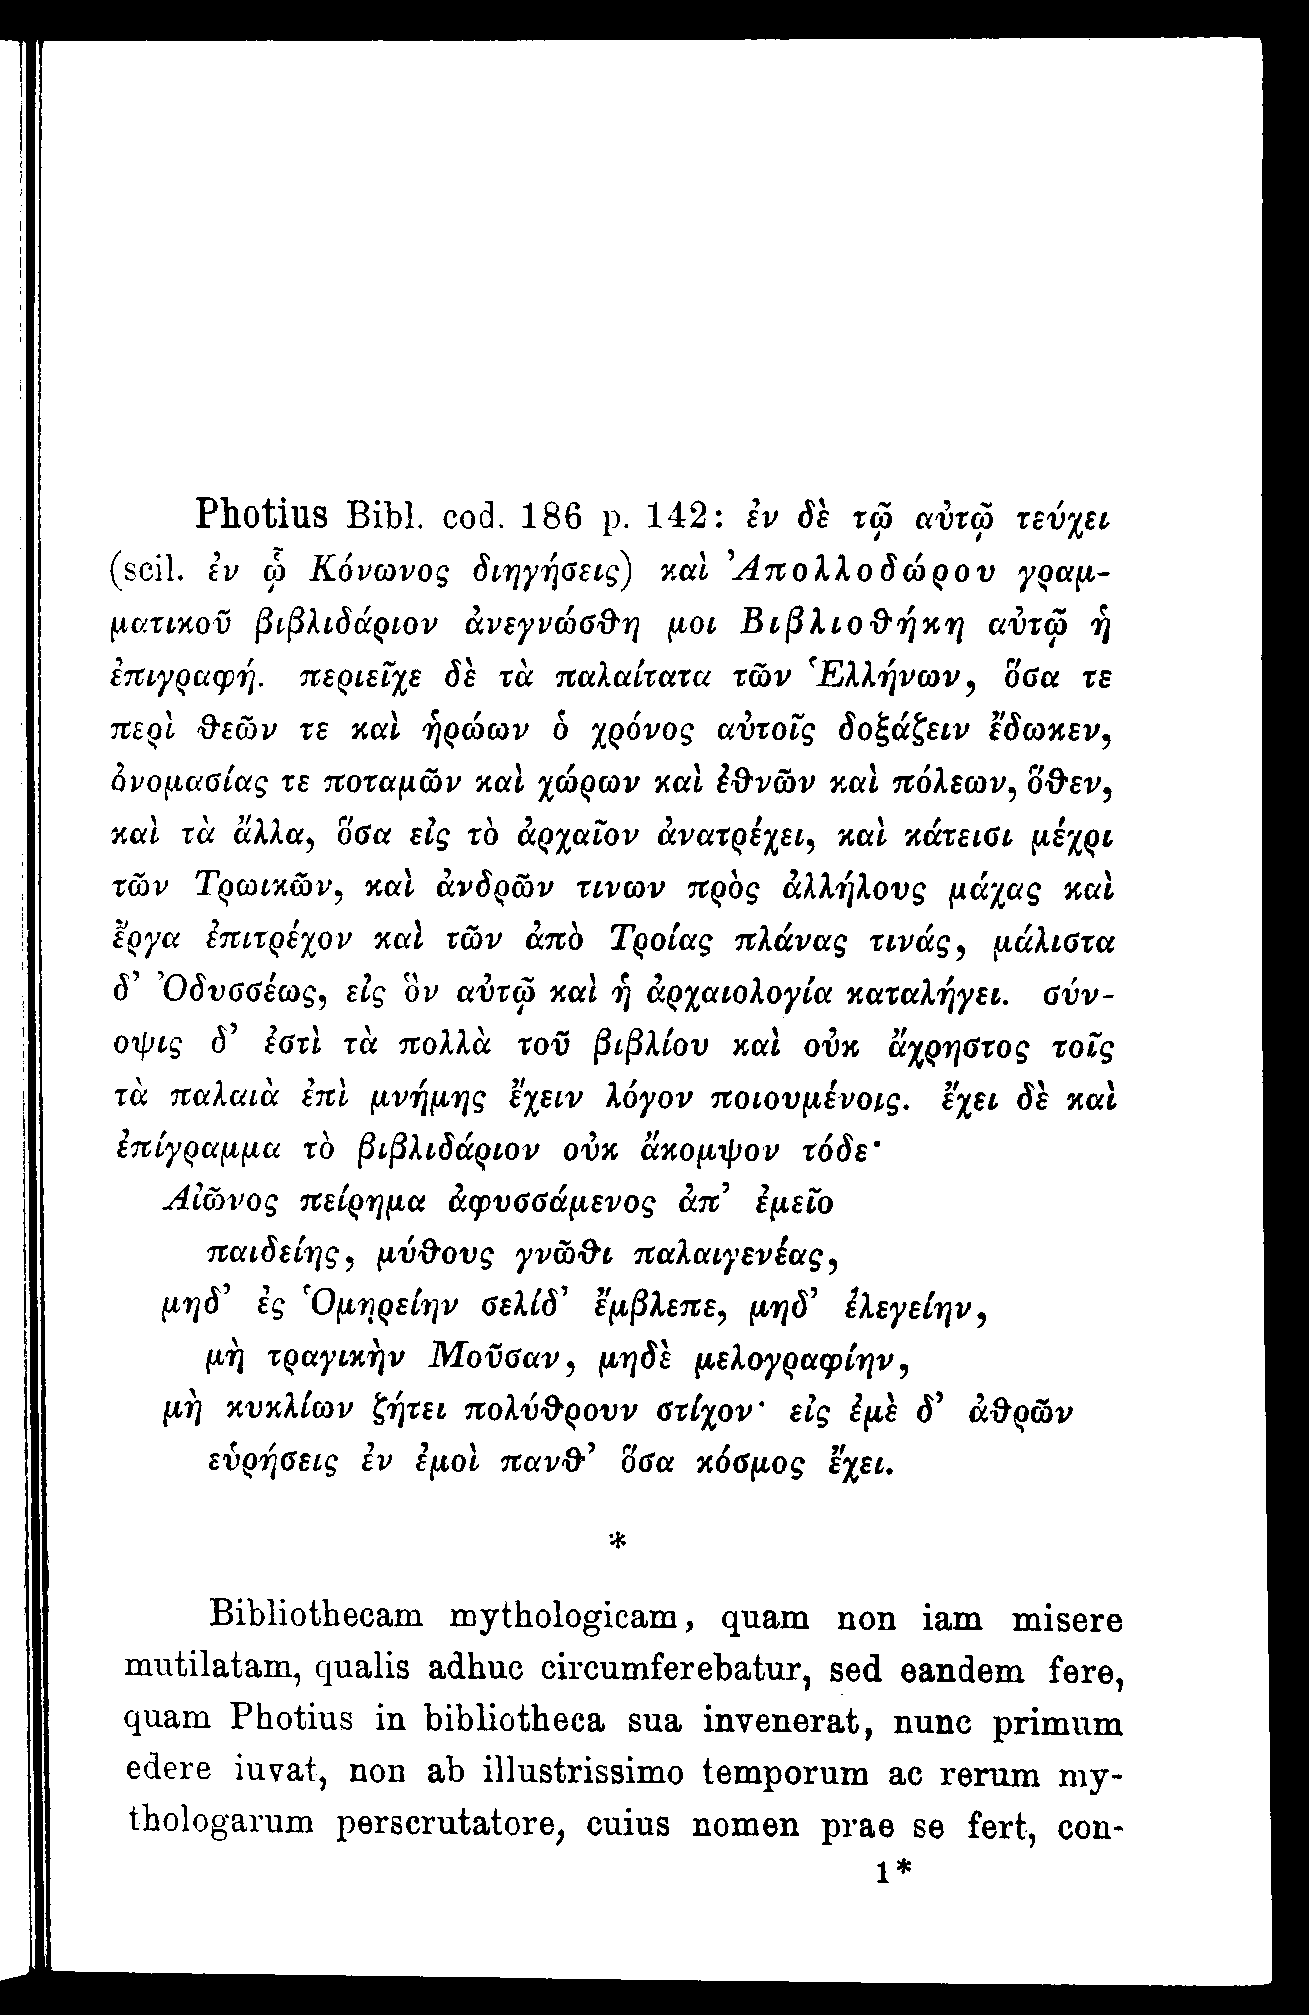 Photius Bibl. cod. 186 p. 142: ἐν δὲ τῷ αὐτῷ τεύχει
(scil. ἐν ᾧ Κόνωνος διηγήσεις) καὶ Ἀπολλοδώρου γραμ-
ματικοῦ βιβλιδάριον ἀνεγνώσθη μοι Βιβλιοθήκη αὐτῷ ἡ
ἐπιγραφή. περιεῖχε δὲ τὰ παλαίτατα τῶν Ἑλλήνων, ὅσα τε
περὶ θεῶν τε καὶ ἡρώων ὁ χρόνος αὐτοῖς δοξάζειν ἔδωκεν,
ὀνομασίας τε ποταμῶν καὶ χώρων καὶ ἐθνῶν καὶ πόλεων, ὅθεν,
καὶ τὰ ἄλλα, ὅσα εἰς τὸ ἀρχαῖον ἀνατρέχει, καὶ κάτεισι μέχρι
τῶν Τρωικῶν, καὶ ἀνδρῶν τινων πρὸς ἀλλήλους μάχας καὶ
ἔργα ἐπιτρέχον καὶ τῶν ἀπὸ Τροίας πλάνας τινάς, μάλιστα
δ’ Ὀδυσσέως, εἰς ὃν αὐτῷ καὶ ἡ ἀρχαιολογία καταλήγει. σύν-
οψις δ’ ἐστὶ τὰ πολλὰ τοῦ βιβλίου καὶ οὐκ ἄχρηστος τοῖς
τὰ παλαιὰ ἐπὶ μνήμης ἔχειν λόγον ποιουμένοις. ἔχει δὲ καὶ
ἐπίγραμμα τὸ βιβλιδάριον οὐκ ἄκομψον τόδε·
Αἰῶνος πείρημα ἀφυσσάμενος ἀπ’ ἐμεῖο
παιδείης, μύθους γνῶθι παλαιγενέας,
μηδ’ ἐς Ὁμηρείην σελίδ’ ἔμβλεπε, μηδ’ ἐλεγείην,
μὴ τραγικὴν Μοῦσαν, μηδὲ μελογραφίην,
μὴ κυκλίων ζήτει πολύθρουν στίχον· εἰς ἐμὲ δ’ ἀθρῶν
εὑρήσεις ἐν ἐμοὶ πανθ’ ὅσα κόσμος ἔχει.
*
Bibliothecam mythologicam, quam non iam misere
mutilatam, qualis adhuc circumferebatur, sed eandem fere,
quam Photius in bibliotheca sua invenerat, nunc primum
edere iuvat, non ab illustrissimo temporum ac rerum my-
thologarum perscrutatore, cuius nomen prae se fert, con-
1*